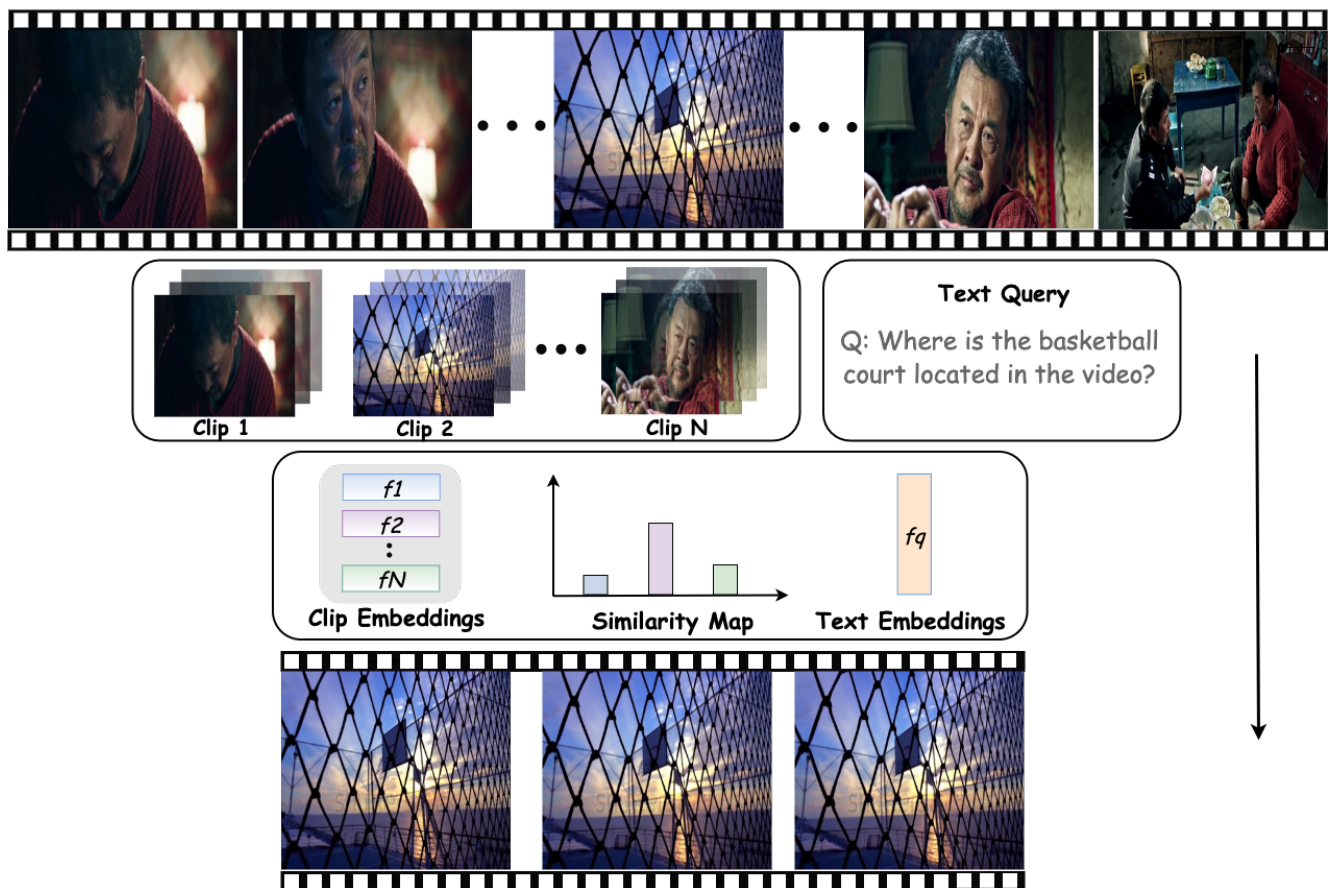 Text Query
Q: Where is the basketball
court located in the video?
Clip 1
Clip 2
Clip N
f1
f2
fN
fq
Clip Embeddings
Similarity Map
Text Embeddings